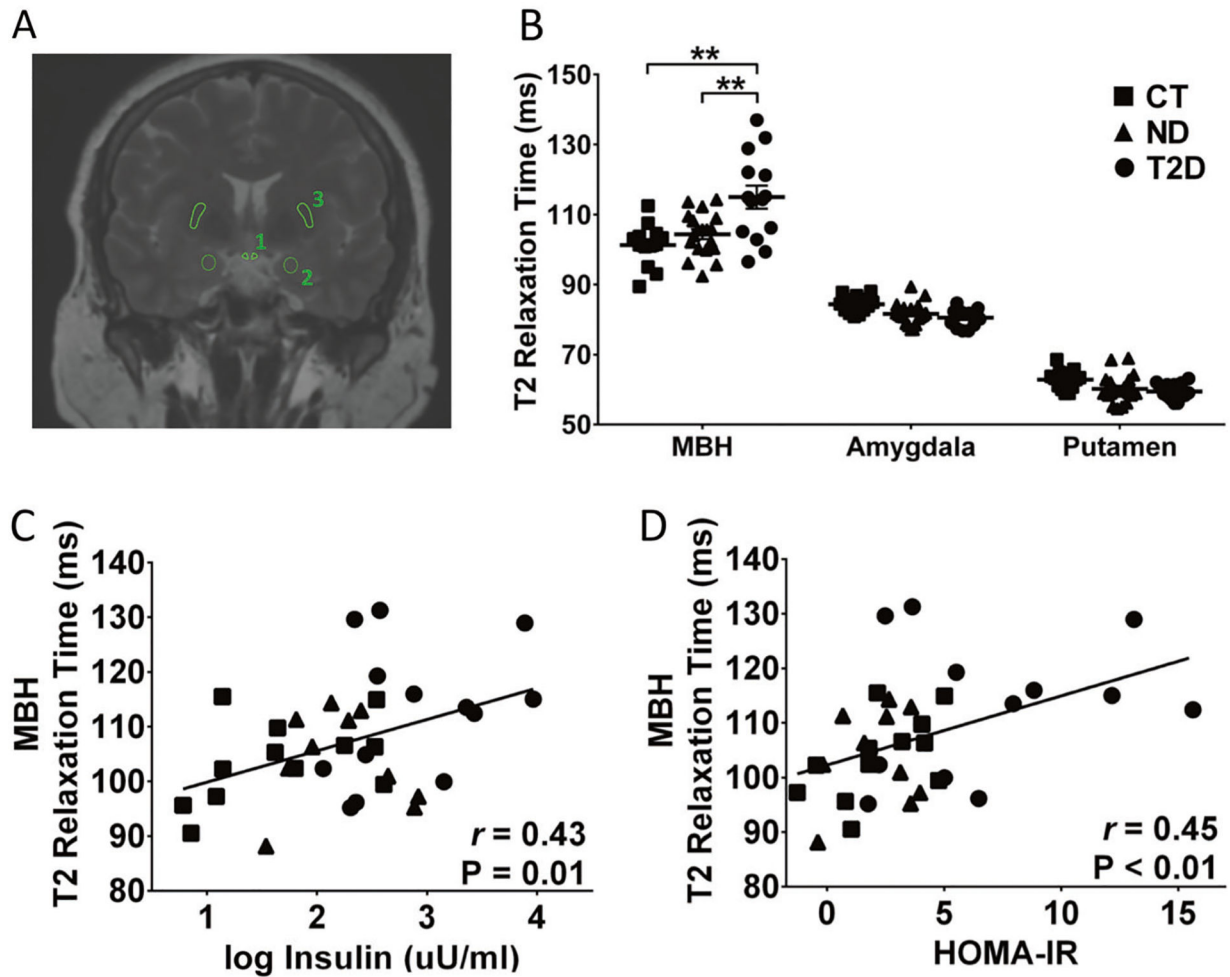 A
3
1
2
B
T2 Relaxation Time (ms)
150
130
110
90
70
50
**
**
CT
ND
T2D
MBH
Amygdala
Putamen
C
MBH
T2 Relaxation Time (ms)
140
130
120
110
100
90
80
r = 0.43
P = 0.01
1
2
3
4
log Insulin (uU/ml)
D
MBH
T2 Relaxation Time (ms)
140
130
120
110
100
90
80
r = 0.45
P < 0.01
0
5
10
15
HOMA-IR